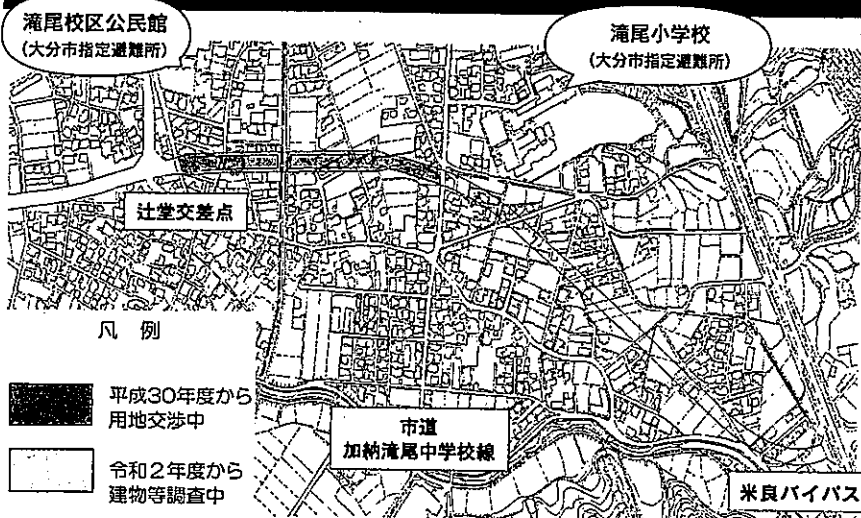 滝尾校区公民館
(大分市指定避難所)
滝尾小学校
(大分市指定避難所)
辻堂交差点
凡 例
平成30年度から
用地交渉中
令和2年度から
建物等調査中
市道
加納滝尾中学校線
米良バイパス